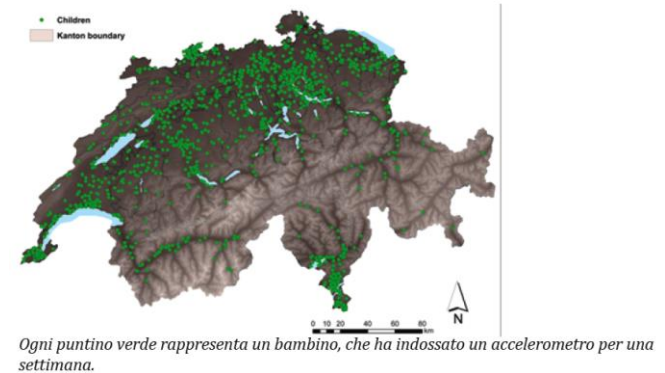 Children
Kanton boundary
0 10 20 40 60 80
km
N
Ogni puntino verde rappresenta un bambino, che ha indossato un accelerometro per una
settimana.